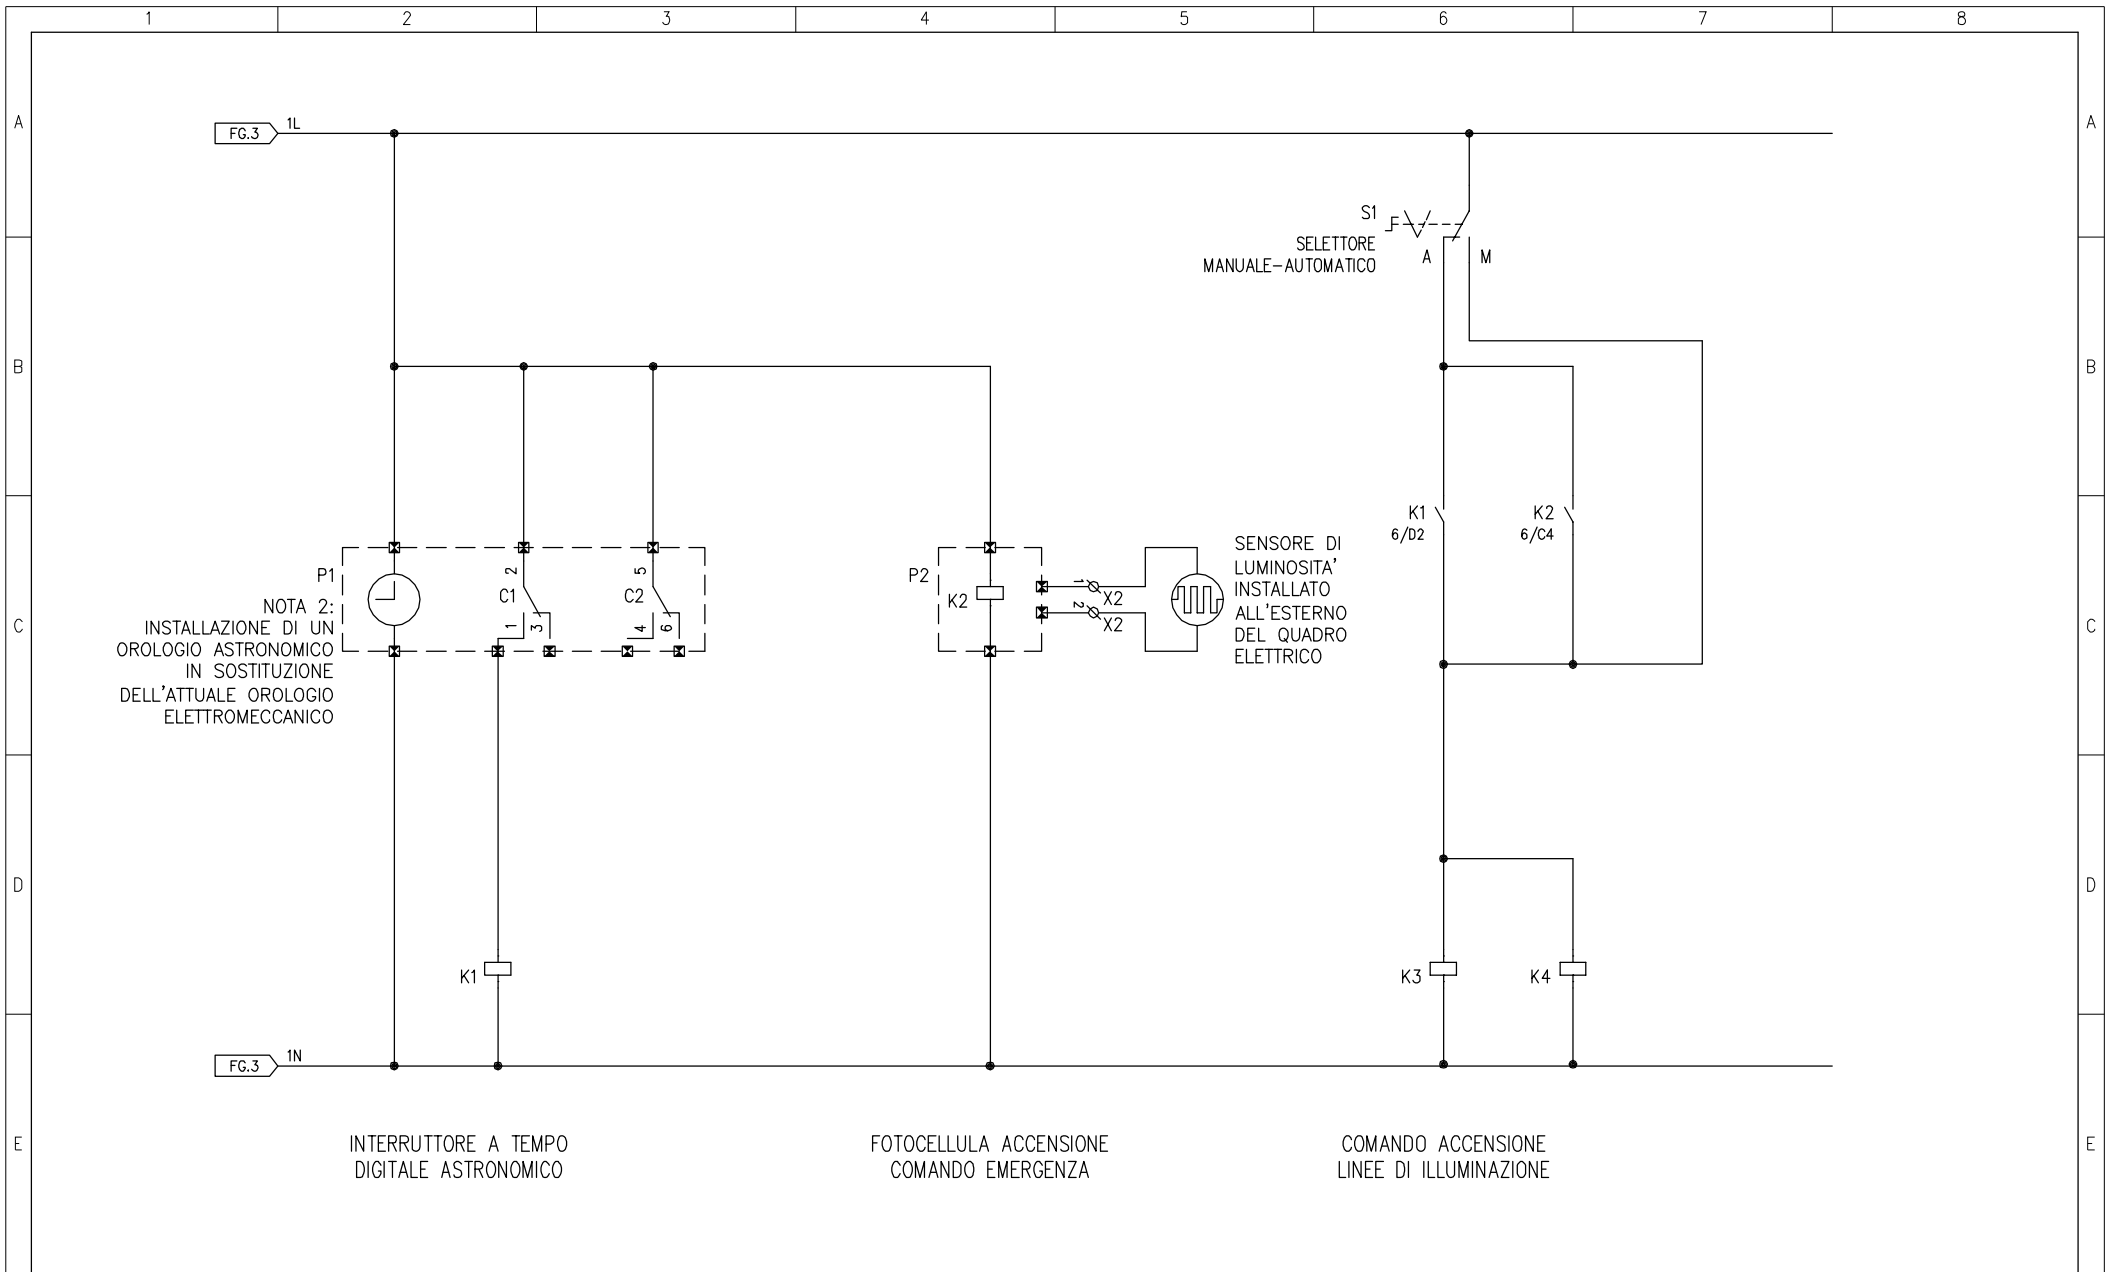 1 2 3 4 5 6 7 8
A A
FG.3 1L
S1
SELETTORE
MANUALE-AUTOMATICO
A M
B B
K1
6/D2
K2
6/C4
P1
NOTA 2:
INSTALLAZIONE DI UN
OROLOGIO ASTRONOMICO
IN SOSTITUZIONE
DELL'ATTUALE OROLOGIO
ELETTROMECCANICO
2
C1
1 3
5
C2
4 6
P2
K2
1
X2
2
X2
SENSORE DI
LUMINOSITA'
INSTALLATO
ALL'ESTERNO
DEL QUADRO
ELETTRICO
C C
D D
K1
K3
K4
FG.3 1N
E E
INTERRUTTORE A TEMPO
DIGITALE ASTRONOMICO
FOTOCELLULA ACCENSIONE
COMANDO EMERGENZA
COMANDO ACCENSIONE
LINEE DI ILLUMINAZIONE